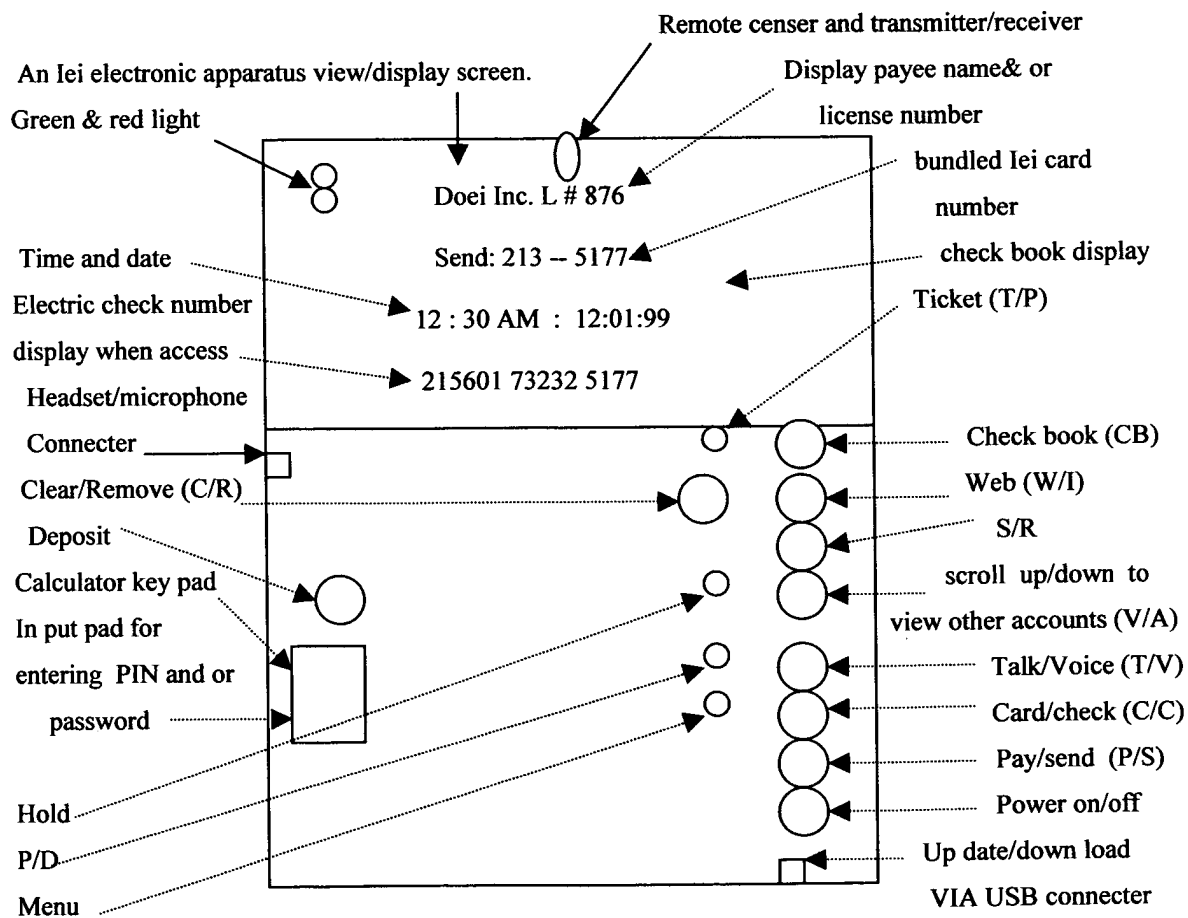 Remote censer and transmitter/receiver
An Iei electronic apparatus view/display screen.
Display payee name& or
license number
Green & red light
bundled Iei card
number
Doei Inc. L # 876
Send: 213 -- 5177
check book display
Time and date
Ticket (T/P)
Electric check number
display when access
12 : 30 AM : 12:01:99
215601 73232 5177
Headset/microphone
Connecter
Check book (CB)
Clear/Remove (C/R)
Web (W/I)
Deposit
S/R
Calculator key pad
scroll up/down to
view other accounts (V/A)
In put pad for
entering PIN and or
password
Talk/Voice (T/V)
Card/check (C/C)
Pay/send (P/S)
Hold
Power on/off
P/D
Up date/down load
VIA USB connecter
Menu